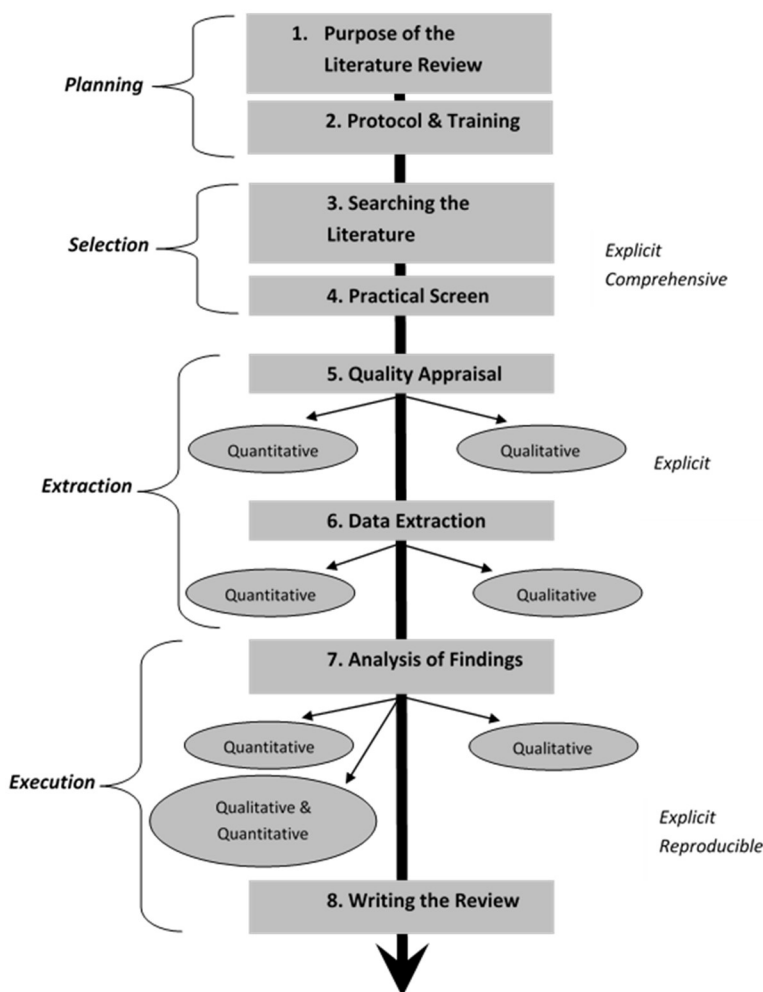 1. Purpose of the
Literature Review
Planning
2. Protocol & Training
3. Searching the
Literature
Selection
Explicit
Comprehensive
4. Practical Screen
5. Quality Appraisal
Quantitative
Qualitative
Explicit
Extraction
6. Data Extraction
Quantitative
Qualitative
7. Analysis of Findings
Quantitative
Qualitative
Execution
Qualitative &
Quantitative
Explicit
Reproducible
8. Writing the Review